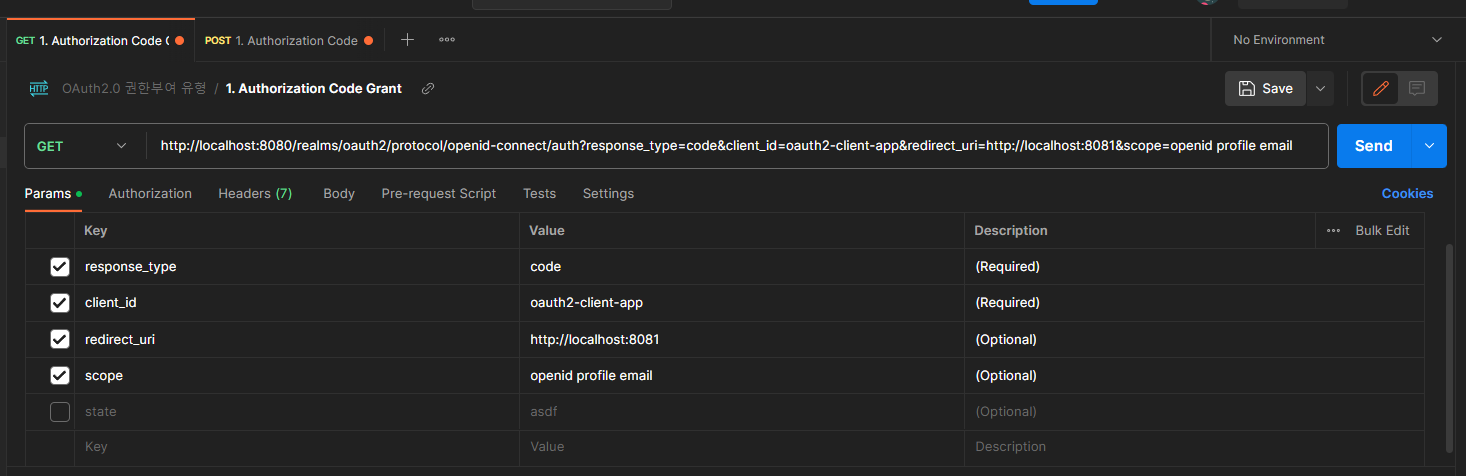 GET 1. Authorization Code G POST 1. Authorization Code No Environment
HTTP OAuth2.0 권한부여 유형 / 1. Authorization Code Grant Save
GET http://localhost:8080/realms/oauth2/protocol/openid-connect/auth?response_type=code&client_id=oauth2-client-app&redirect_uri=http://localhost:8081&scope=openid profile email Send
Params Authorization Headers (7) Body Pre-request Script Tests Settings Cookies
Key Value Description Bulk Edit
response_type code (Required)
client_id oauth2-client-app (Required)
redirect_uri http://localhost:8081 (Optional)
scope openid profile email (Optional)
state asdf (Optional)
Key Value Description